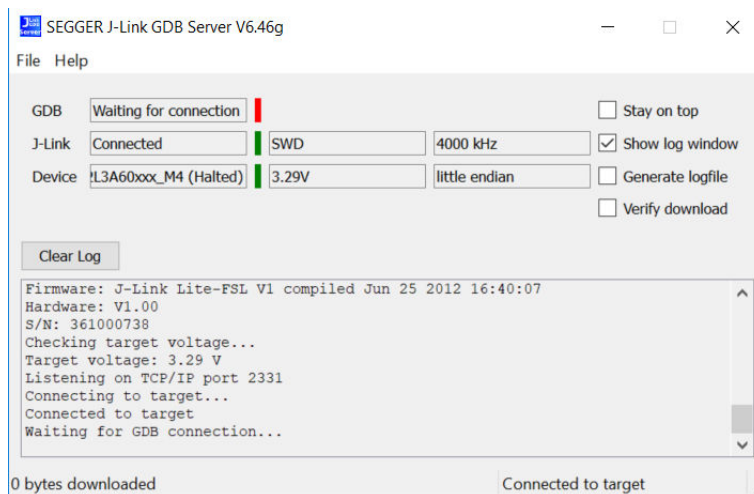 SEGGER J-Link GDB Server V6.46g
File Help
GDB Waiting for connection Stay on top
J-Link Connected SWD 4000 kHz Show log window
Device L3A60xxx_M4 (Halted) 3.29V little endian Generate logfile
Verify download
Clear Log
Firmware: J-Link Lite-FSL V1 compiled Jun 25 2012 16:40:07
Hardware: V1.00
S/N: 361000738
Checking target voltage...
Target voltage: 3.29 V
Listening on TCP/IP port 2331
Connecting to target...
Connected to target
Waiting for GDB connection...
0 bytes downloaded Connected to target